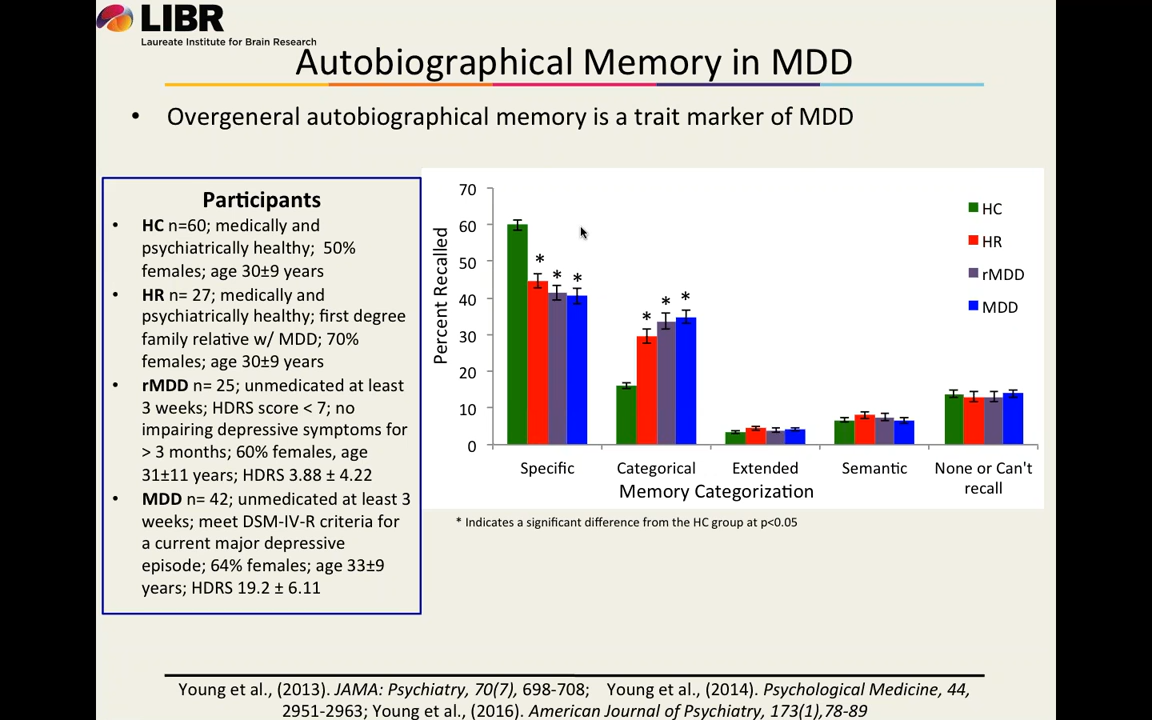 LIBR
Laureate Institute for Brain Research
Autobiographical Memory in MDD
• Overgeneral autobiographical memory is a trait marker of MDD
Participants
• HC n=60; medically and
psychiatrically healthy; 50%
females; age 30±9 years
• HR n= 27; medically and
psychiatrically healthy; first degree
family relative w/ MDD; 70%
females; age 30±9 years
• rMDD n= 25; unmedicated at least
3 weeks; HDRS score < 7; no
impairing depressive symptoms for
> 3 months; 60% females, age
31±11 years; HDRS 3.88 ± 4.22
• MDD n= 42; unmedicated at least 3
weeks; meet DSM-IV-R criteria for
a current major depressive
episode; 64% females; age 33±9
years; HDRS 19.2 ± 6.11
Percent Recalled
70
60
50
40
30
20
10
0
* * *
* * *
HC
HR
rMDD
MDD
Specific Categorical Extended Semantic None or Can't
recall
Memory Categorization
* Indicates a significant difference from the HC group at p<0.05
Young et al., (2013). JAMA: Psychiatry, 70(7), 698-708; Young et al., (2014). Psychological Medicine, 44,
2951-2963; Young et al., (2016). American Journal of Psychiatry, 173(1),78-89